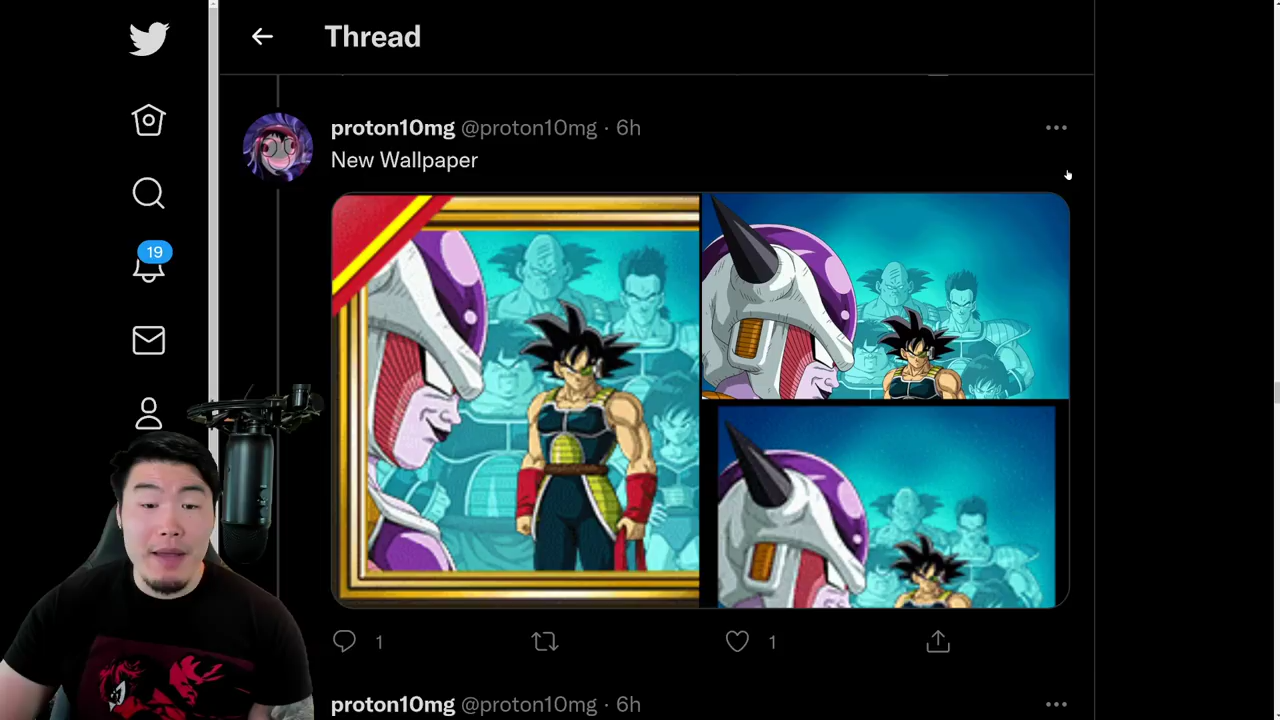 Thread
proton10mg @proton10mg · 6h
New Wallpaper
19
1
1
proton10mg @proton10mg · 6h